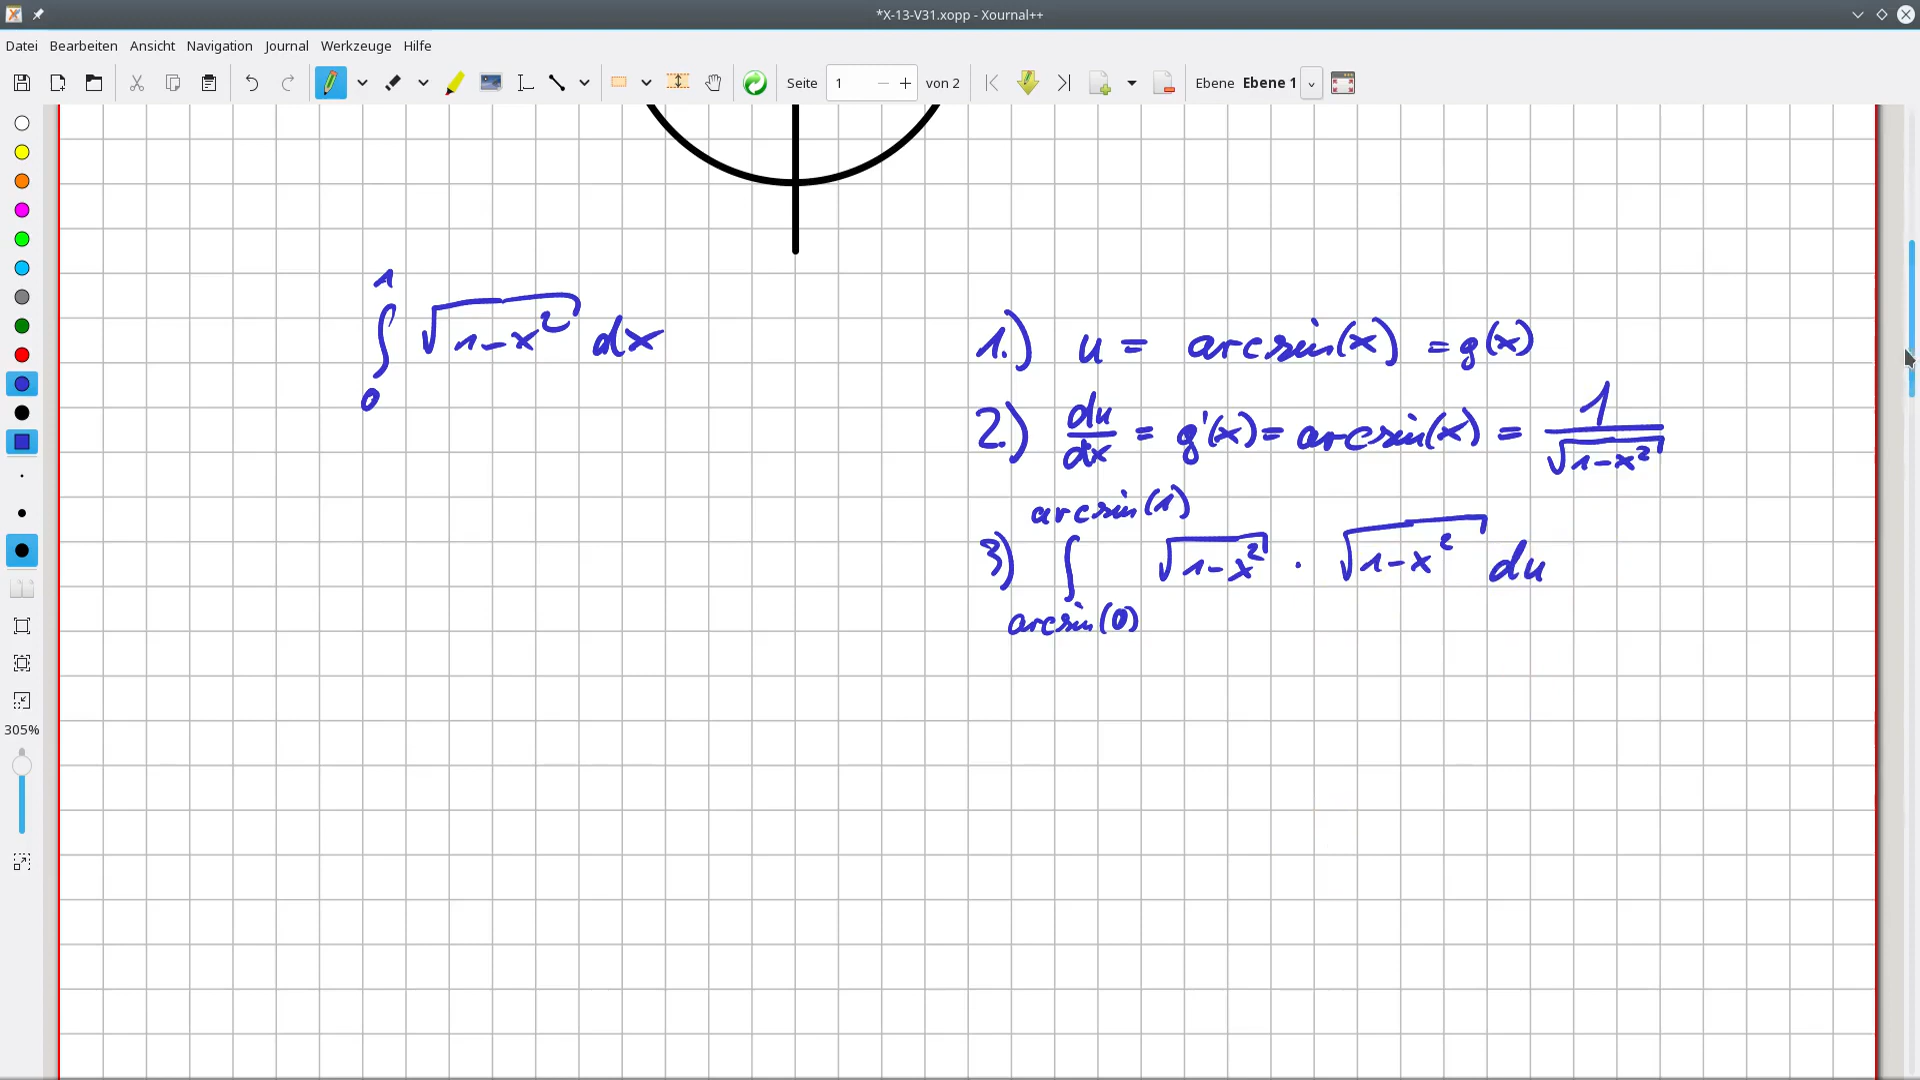 *X-13-V31.xopp - Xournal++
Datei Bearbeiten Ansicht Navigation Journal Werkzeuge Hilfe
Seite 1 von 2 Ebene Ebene 1
305%
∫₀¹ √(1-x²) dx
1.) u = arcsin(x) = g(x)
2.) du/dx = g'(x) = arcsin(x) = 1/√(1-x²)
arcsin(1)
3) ∫ √(1-x²) · √(1-x²) du
arcsin(0)